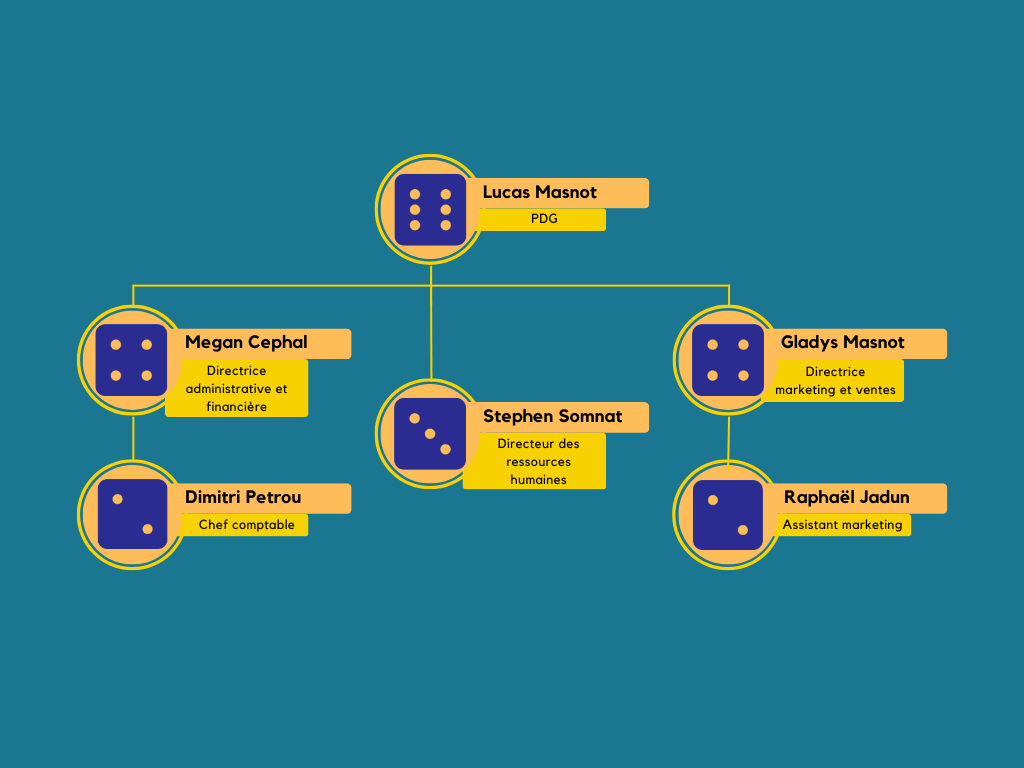 Lucas Masnot
PDG
Megan Cephal
Directrice
administrative et
financière
Gladys Masnot
Directrice
marketing et ventes
Stephen Somnat
Directeur des
ressources
humaines
Dimitri Petrou
Chef comptable
Raphaël Jadun
Assistant marketing